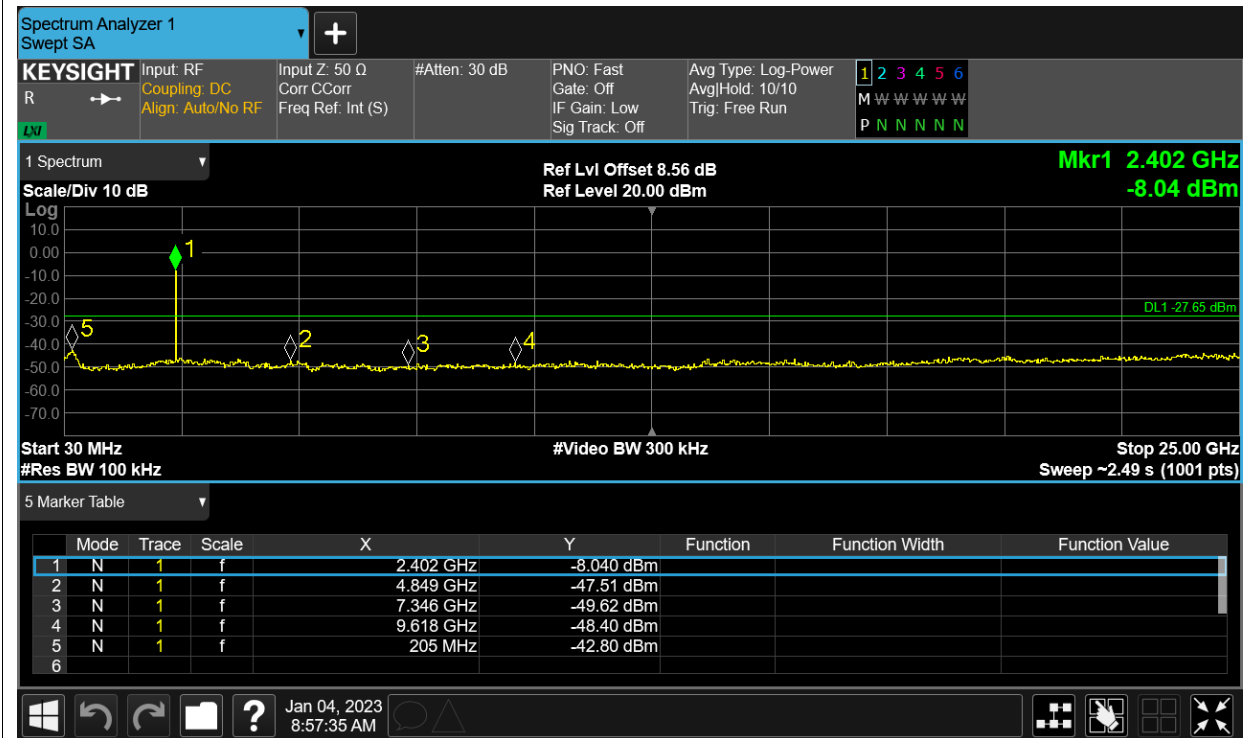 Spectrum Analyzer 1
Swept SA
+
KEYSIGHT
R
LXI
Input: RF
Coupling: DC
Align: Auto/No RF
Input Z: 50 Ω
Corr CCorr
Freq Ref: Int (S)
#Atten: 30 dB
PNO: Fast
Gate: Off
IF Gain: Low
Sig Track: Off
Avg Type: Log-Power
Avg|Hold: 10/10
Trig: Free Run
1 2 3 4 5 6
M W W W W W
P N N N N N
1 Spectrum
Scale/Div 10 dB
Ref Lvl Offset 8.56 dB
Ref Level 20.00 dBm
Mkr1 2.402 GHz
-8.04 dBm
Log
10.0
0.00
-10.0
-20.0
-30.0
-40.0
-50.0
-60.0
-70.0
1
DL1 -27.65 dBm
5
2
3
4
Start 30 MHz
#Video BW 300 kHz
Stop 25.00 GHz
#Res BW 100 kHz
Sweep ~2.49 s (1001 pts)
5 Marker Table
Mode Trace Scale X Y Function Function Width Function Value
1 N 1 f 2.402 GHz -8.040 dBm
2 N 1 f 4.849 GHz -47.51 dBm
3 N 1 f 7.346 GHz -49.62 dBm
4 N 1 f 9.618 GHz -48.40 dBm
5 N 1 f 205 MHz -42.80 dBm
6
?
Jan 04, 2023
8:57:35 AM